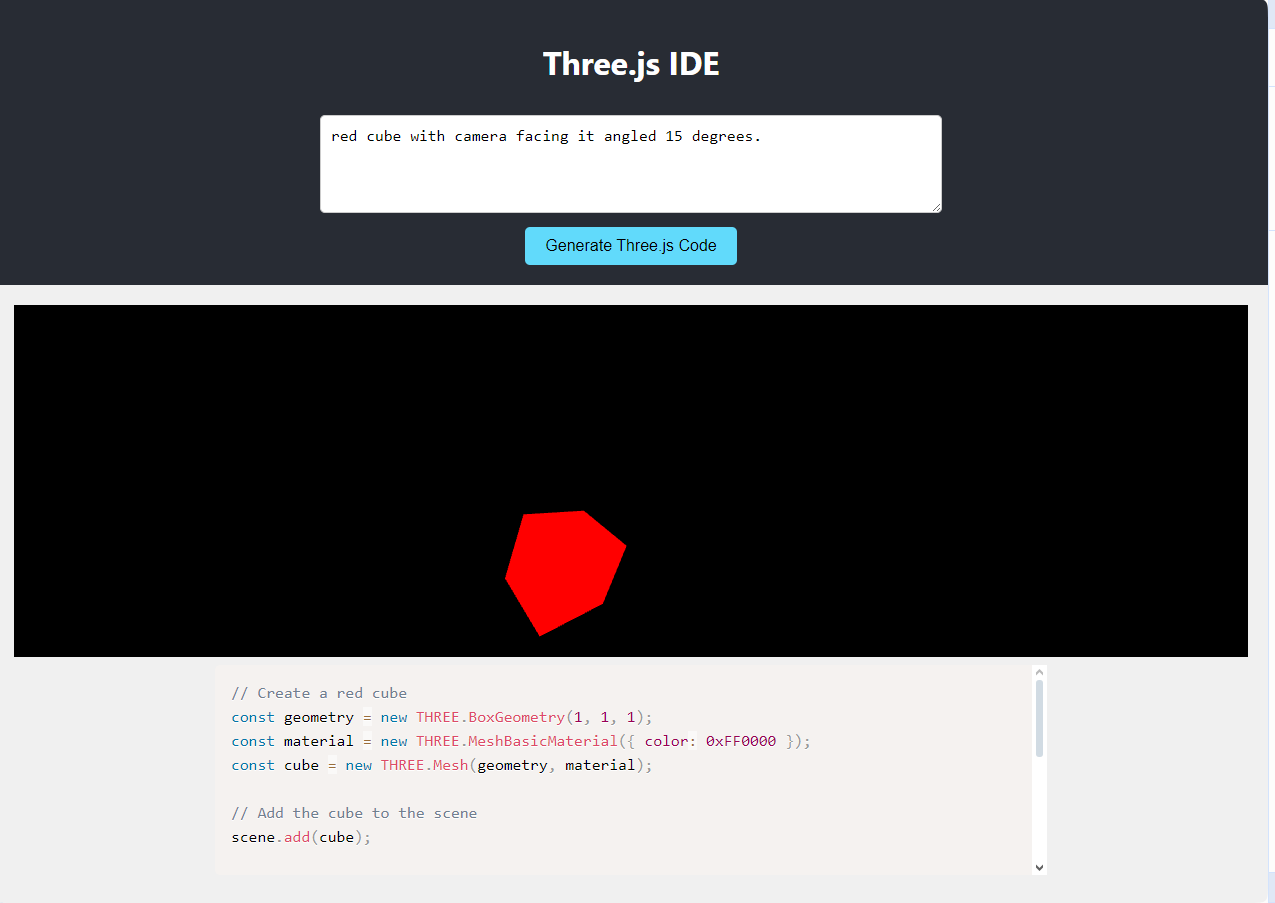 Three.js IDE
red cube with camera facing it angled 15 degrees.
Generate Three.js Code
// Create a red cube
const geometry = new THREE.BoxGeometry(1, 1, 1);
const material = new THREE.MeshBasicMaterial({ color: 0xFF0000 });
const cube = new THREE.Mesh(geometry, material);
// Add the cube to the scene
scene.add(cube);